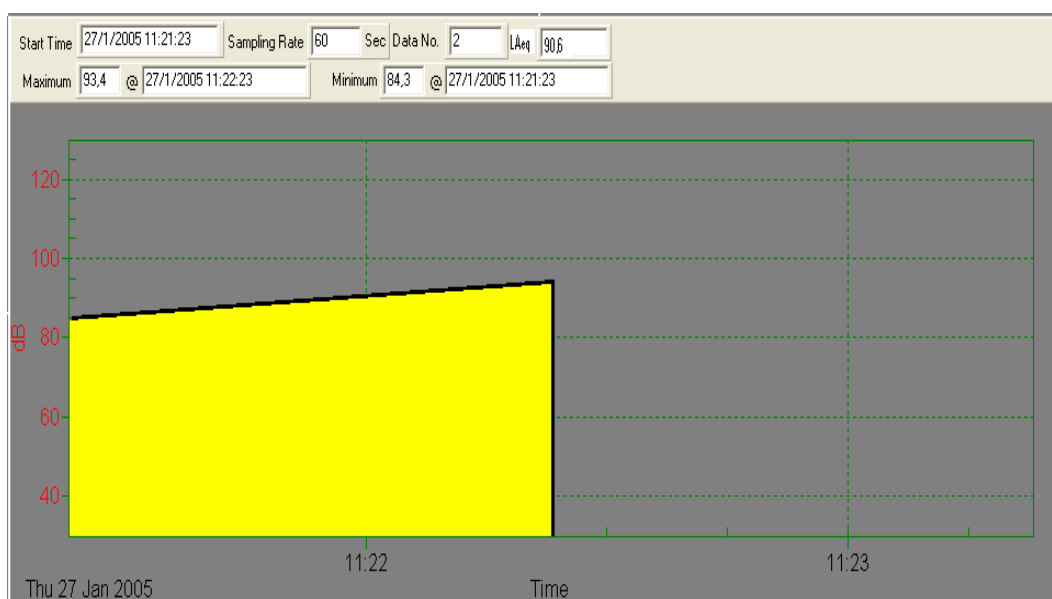 Start Time 27/1/2005 11:21:23 Sampling Rate 60 Sec Data No. 2 LAeq 90,6
Maximum 93,4 @ 27/1/2005 11:22:23 Minimum 84,3 @ 27/1/2005 11:21:23
120
100
80
60
40
dB
11:22 11:23
Thu 27 Jan 2005 Time